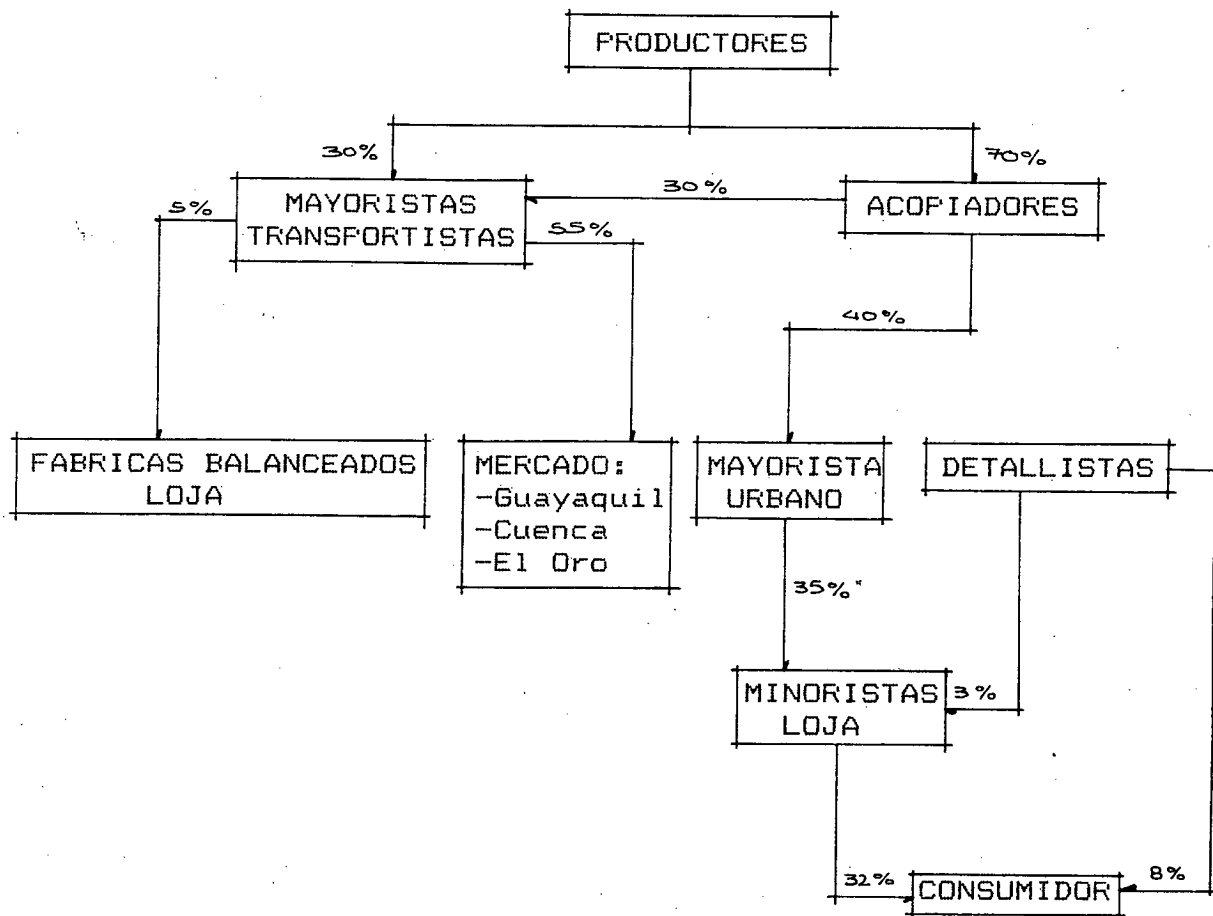 PRODUCTORES
30%
70%
MAYORISTAS
TRANSPORTISTAS
30%
ACOPIADORES
5%
55%
40%
FABRICAS BALANCEADOS
LOJA
MERCADO:
-Guayaquil
-Cuenca
-El Oro
MAYORISTA
URBANO
DETALLISTAS
35%*
MINORISTAS
LOJA
3%
32%
CONSUMIDOR
8%